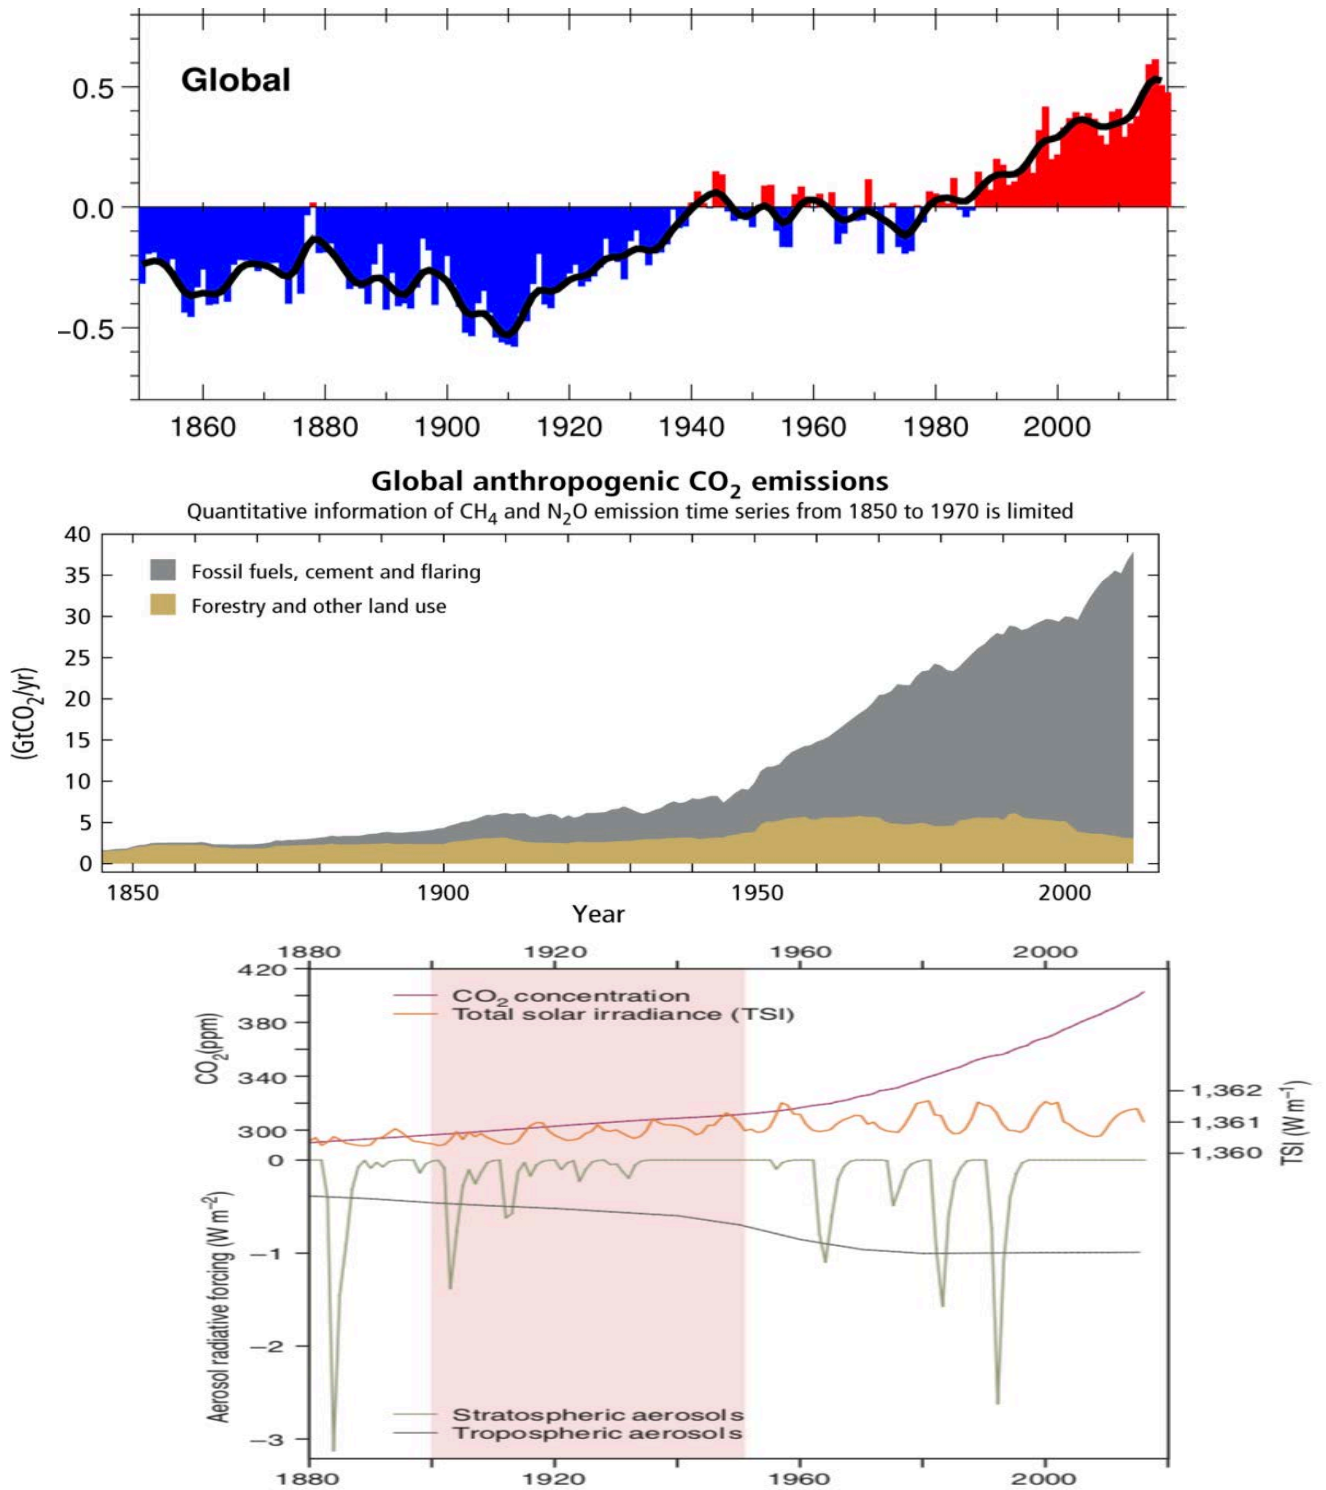 Global
0.5
0.0
−0.5
1860 1880 1900 1920 1940 1960 1980 2000
Global anthropogenic CO2 emissions
Quantitative information of CH4 and N2O emission time series from 1850 to 1970 is limited
40
35
30
25
20
15
10
5
0
(GtCO2/yr)
Fossil fuels, cement and flaring
Forestry and other land use
1850 1900 1950 2000
Year
1880 1920 1960 2000
420
380
340
300
CO2(ppm)
CO2 concentration
Total solar irradiance (TSI)
1,362
1,361
1,360
TSI (W m−1)
0
−1
−2
−3
Aerosol radiative forcing (W m−2)
Stratospheric aerosols
Tropospheric aerosols
1880 1920 1960 2000